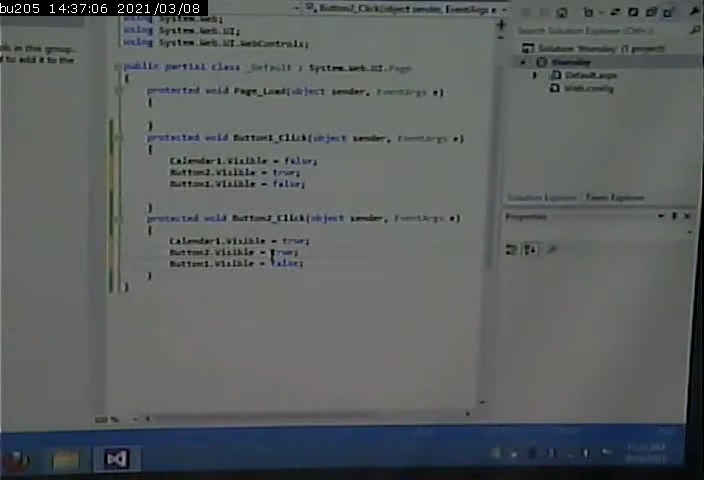 bu205 14:37:06 2021/03/08
Button2_Click(object sender, EventArgs e
using System.Web;
using System.Web.UI;
using System.Web.UI.WebControls;
public partial class _Default : System.Web.UI.Page
{
protected void Page_Load(object sender, EventArgs e)
{
}
protected void Button1_Click(object sender, EventArgs e)
{
Calendar1.Visible = false;
Button2.Visible = true;
Button1.Visible = false;
}
protected void Button2_Click(object sender, EventArgs e)
{
Calendar1.Visible = true;
Button2.Visible = true;
Button1.Visible = false;
}
}
ols in this group.
to add it to the
Search Solution Explorer (Ctrl+;)
Solution 'thursday' (1 project)
thursday
Default.aspx
Web.config
Solution Explorer
Team Explorer
Properties